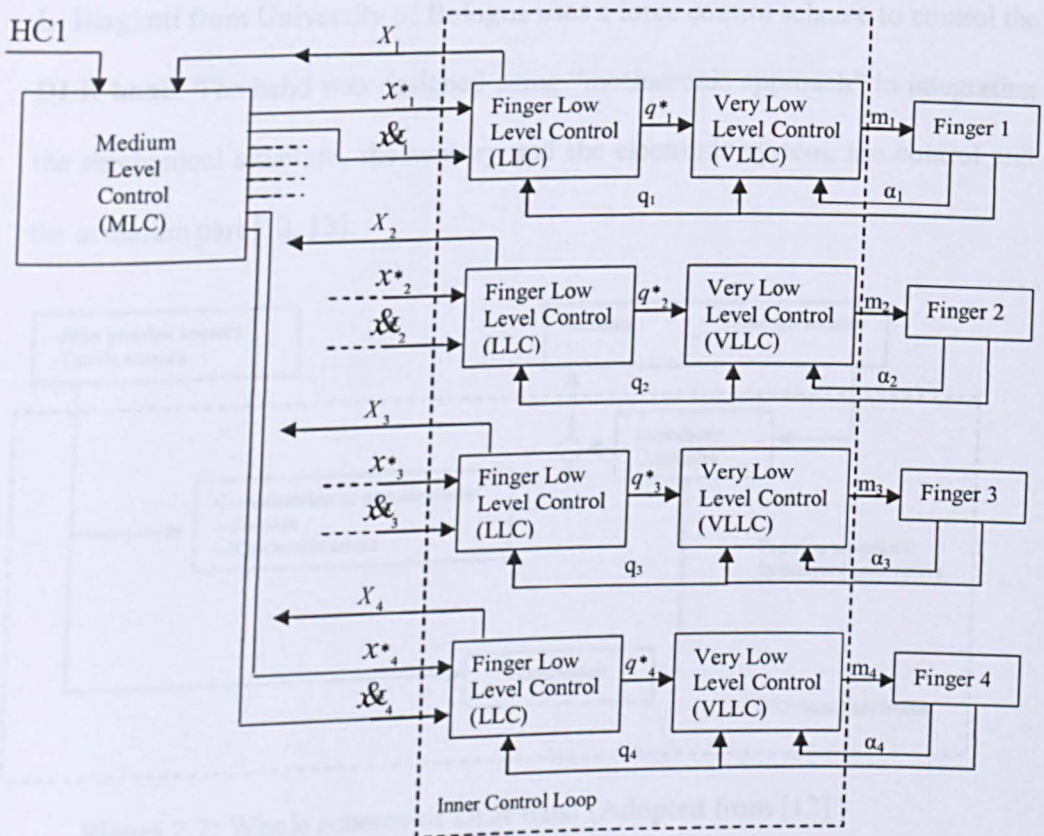 HC1
Medium
Level
Control
(MLC)
X1
x*1
x&1
Finger Low
Level Control
(LLC)
q*1
Very Low
Level Control
(VLLC)
m1
Finger 1
q1
α1
X2
x*2
x&2
Finger Low
Level Control
(LLC)
q*2
Very Low
Level Control
(VLLC)
m2
Finger 2
q2
α2
X3
x*3
x&3
Finger Low
Level Control
(LLC)
q*3
Very Low
Level Control
(VLLC)
m3
Finger 3
q3
α3
X4
x*4
x&4
Finger Low
Level Control
(LLC)
q*4
Very Low
Level Control
(VLLC)
m4
Finger 4
q4
α4
Inner Control Loop